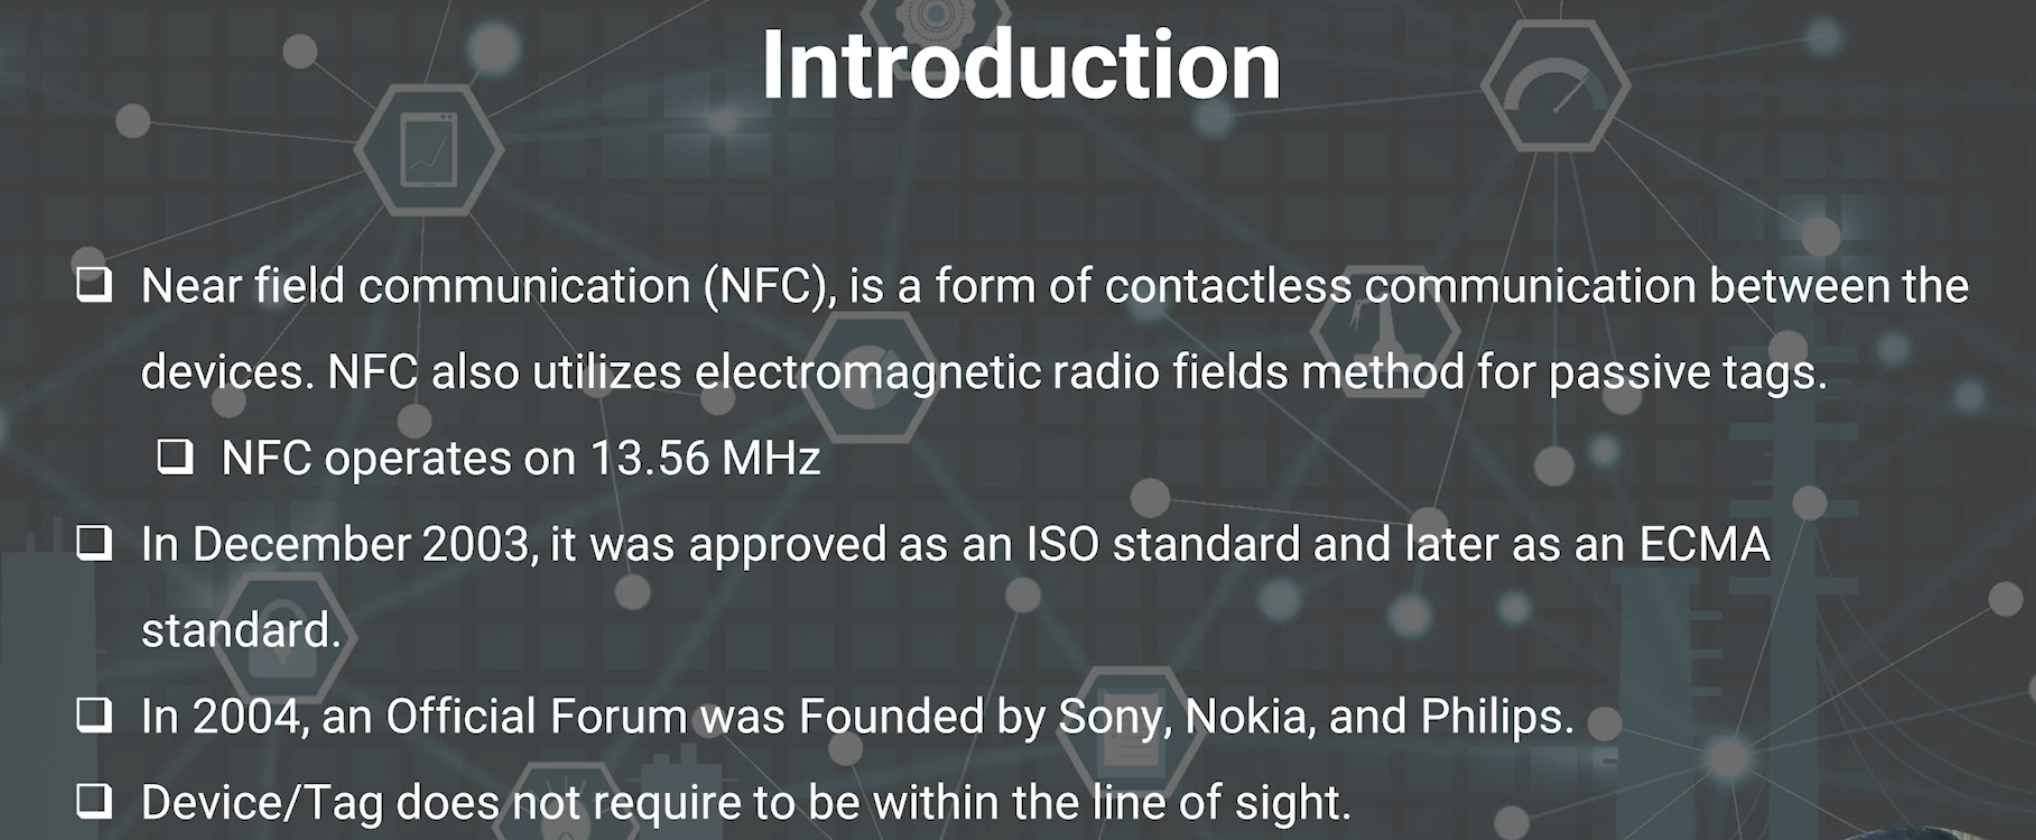 Introduction
❑ Near field communication (NFC), is a form of contactless communication between the
devices. NFC also utilizes electromagnetic radio fields method for passive tags.
❑ NFC operates on 13.56 MHz
❑ In December 2003, it was approved as an ISO standard and later as an ECMA
standard.
❑ In 2004, an Official Forum was Founded by Sony, Nokia, and Philips.
❑ Device/Tag does not require to be within the line of sight.